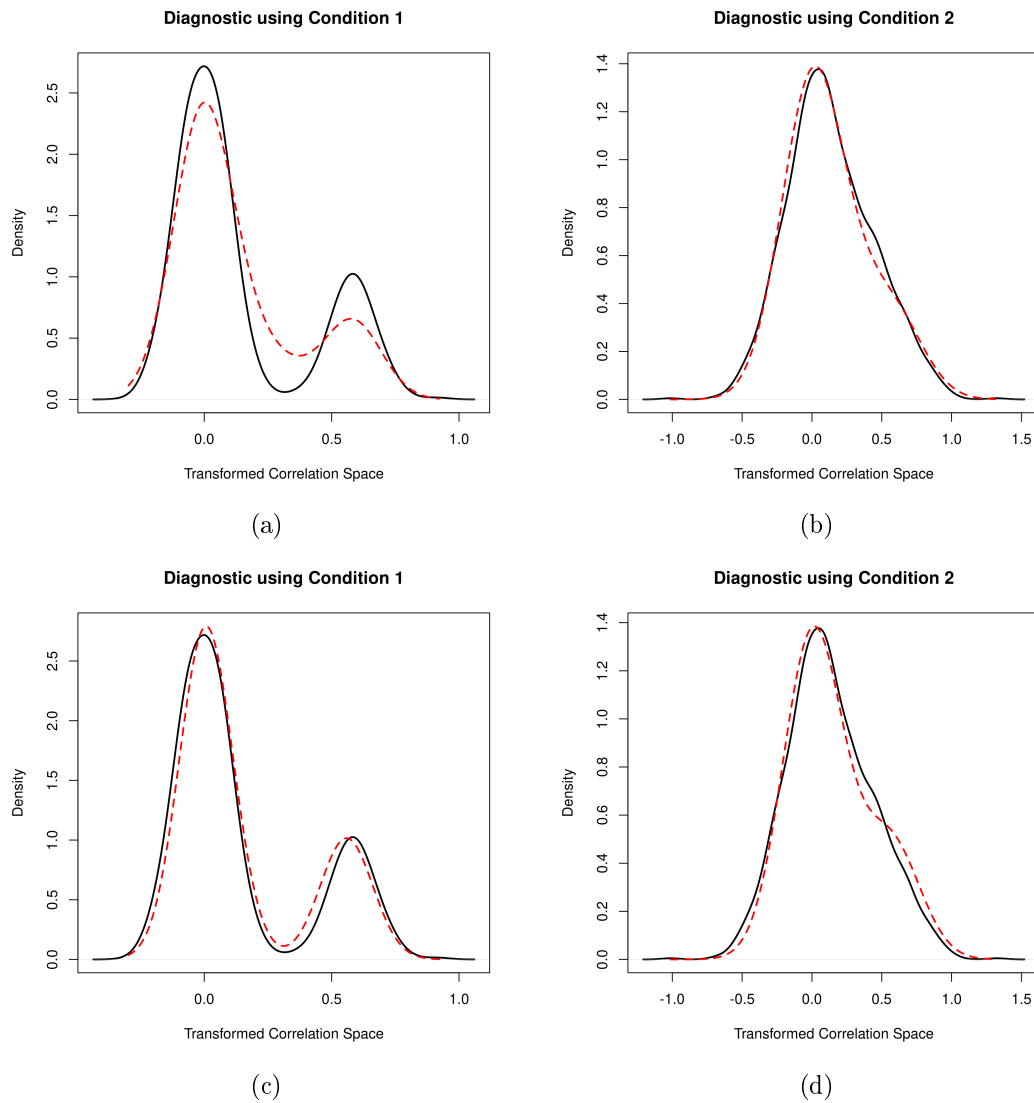 Diagnostic using Condition 1
Density
0.0 0.5 1.0 1.5 2.0 2.5
0.0 0.5 1.0
Transformed Correlation Space
(a)
Diagnostic using Condition 2
Density
0.0 0.2 0.4 0.6 0.8 1.0 1.2 1.4
-1.0 -0.5 0.0 0.5 1.0 1.5
Transformed Correlation Space
(b)
Diagnostic using Condition 1
Density
0.0 0.5 1.0 1.5 2.0 2.5
0.0 0.5 1.0
Transformed Correlation Space
(c)
Diagnostic using Condition 2
Density
0.0 0.2 0.4 0.6 0.8 1.0 1.2 1.4
-1.0 -0.5 0.0 0.5 1.0 1.5
Transformed Correlation Space
(d)